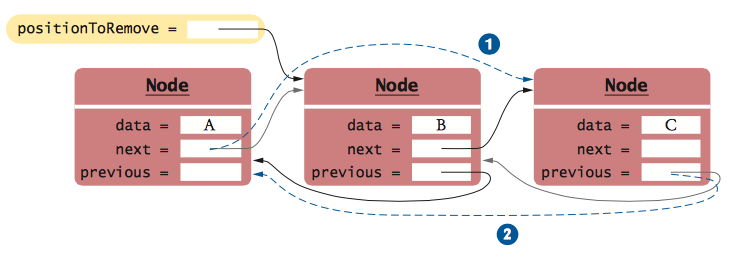 positionToRemove =
1
Node
data = A
next =
previous =
Node
data = B
next =
previous =
Node
data = C
next =
previous =
2